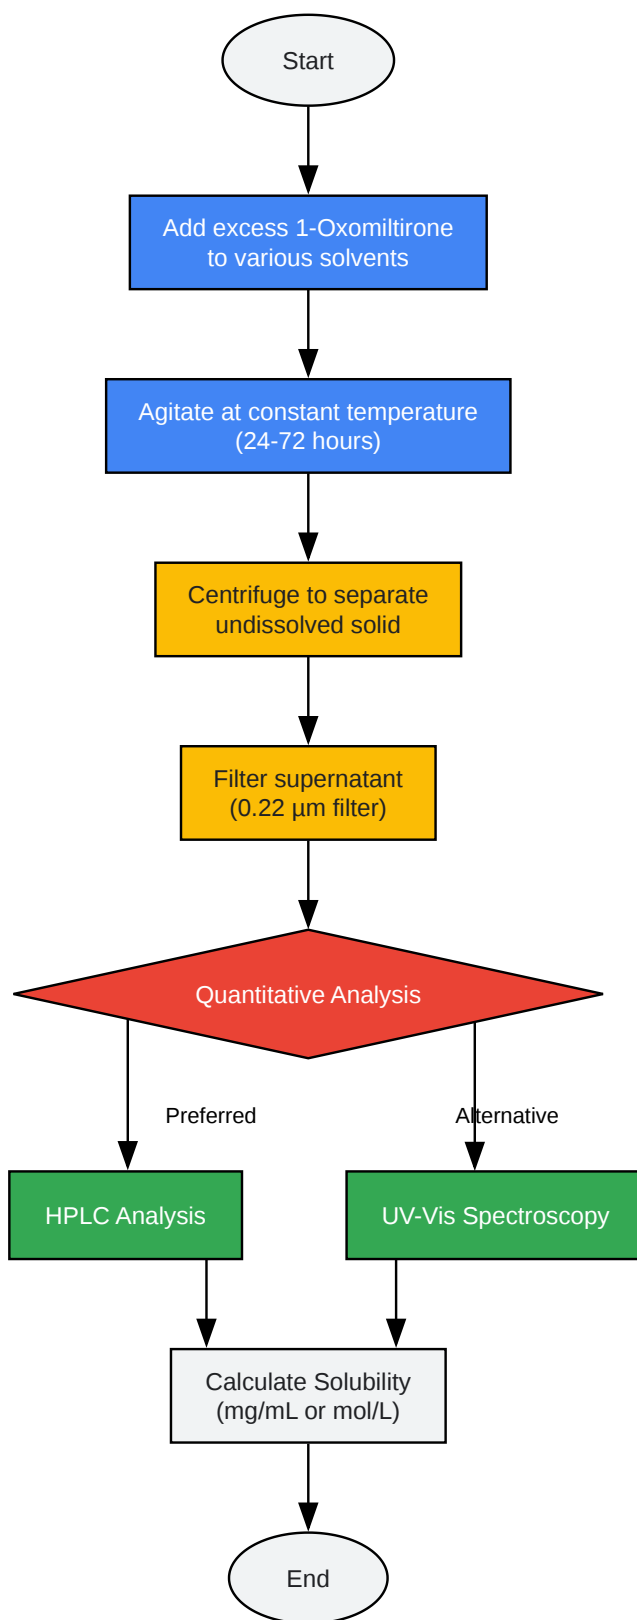 Start
Add excess 1-Oxomiltirone
to various solvents
Agitate at constant temperature
(24-72 hours)
Centrifuge to separate
undissolved solid
Filter supernatant
(0.22 µm filter)
Quantitative Analysis
Preferred
Alternative
HPLC Analysis
UV-Vis Spectroscopy
Calculate Solubility
(mg/mL or mol/L)
End